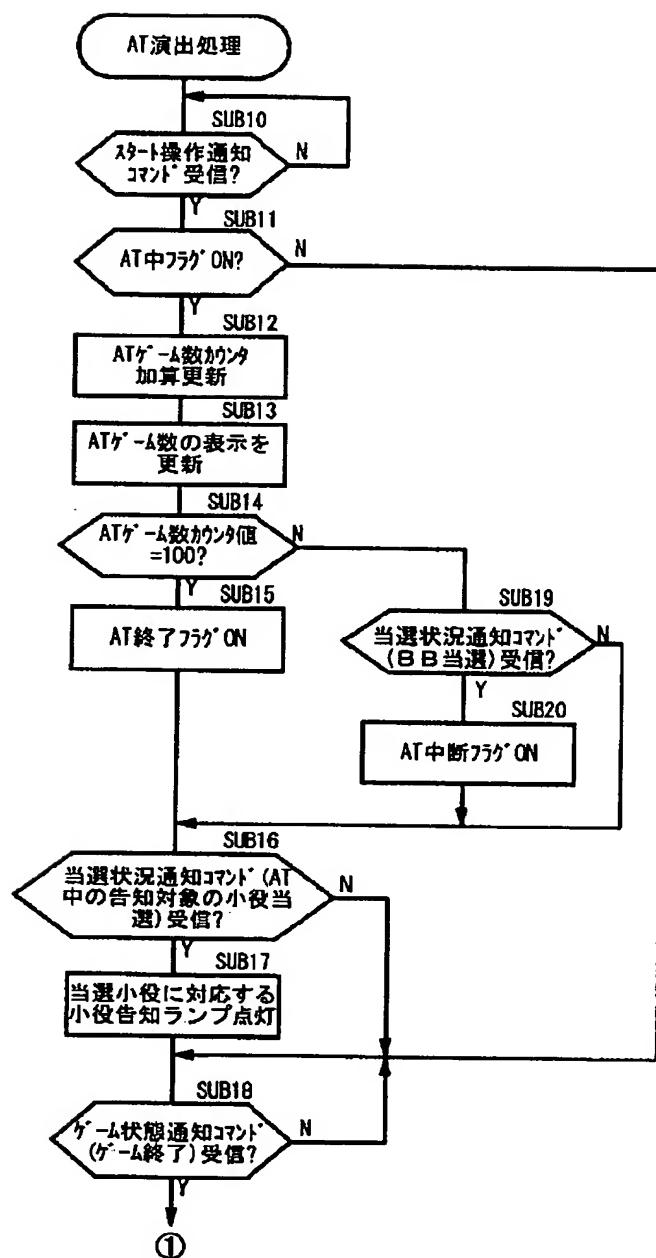 AT演出処理
SUB10
スタート操作通知
コマンド受信?
N
Y
SUB11
AT中フラグON?
N
Y
SUB12
ATゲーム数カウンタ
加算更新
SUB13
ATゲーム数の表示を
更新
SUB14
ATゲーム数カウンタ値
=100?
N
Y
SUB15
AT終了フラグON
SUB19
当選状況通知コマンド
(BB当選)受信?
N
Y
SUB20
AT中断フラグON
SUB16
当選状況通知コマンド(AT
中の告知対象の小役当
選)受信?
N
Y
SUB17
当選小役に対応する
小役告知ランプ点灯
SUB18
ゲーム状態通知コマンド
(ゲーム終了)受信?
N
Y
①